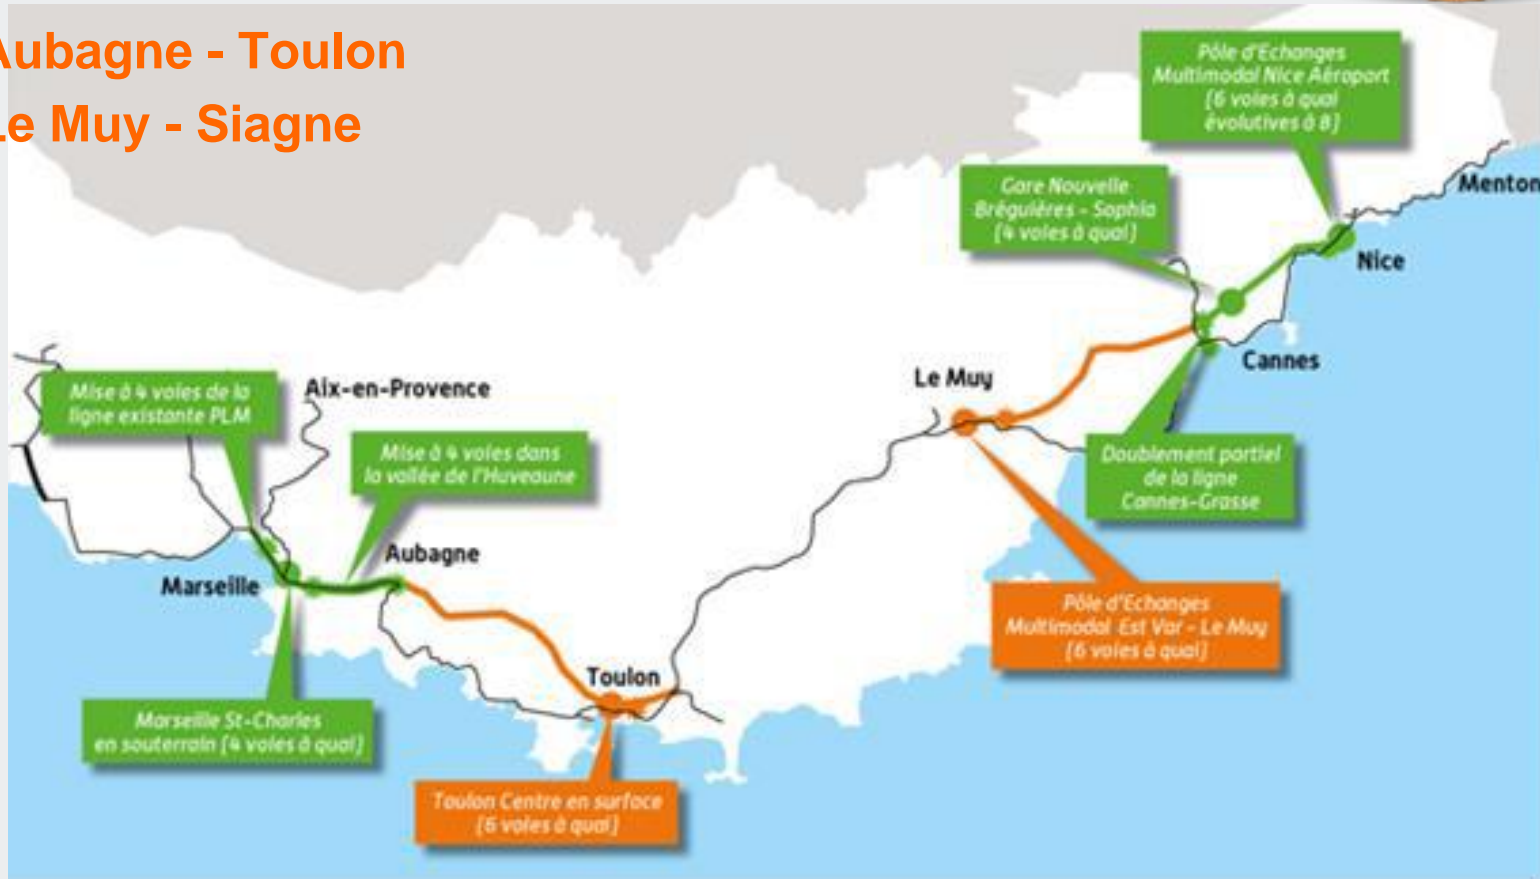 Aubagne - Toulon
Le Muy - Siagne
Pôle d'Echanges
Multimodal Nice Aéroport
(6 voies à quai
évolutives à 8)
Gare Nouvelle
Bréguières - Sophia
(4 voies à quai)
Menton
Nice
Cannes
Le Muy
Mise à 4 voies de la
ligne existante PLM
Aix-en-Provence
Mise à 4 voies dans
la vallée de l'Huveaune
Doublement partiel
de la ligne
Cannes-Grasse
Aubagne
Marseille
Pôle d'Echanges
Multimodal Est Var - Le Muy
(6 voies à quai)
Toulon
Marseille St-Charles
en souterrain (4 voies à quai)
Toulon Centre en surface
(6 voies à quai)